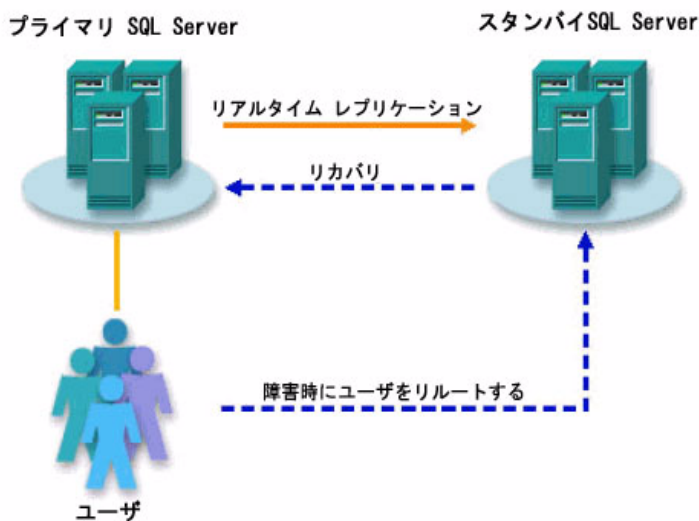 プライマリ SQL Server
スタンバイSQL Server
リアルタイム レプリケーション
リカバリ
障害時にユーザをリルートする
ユーザ